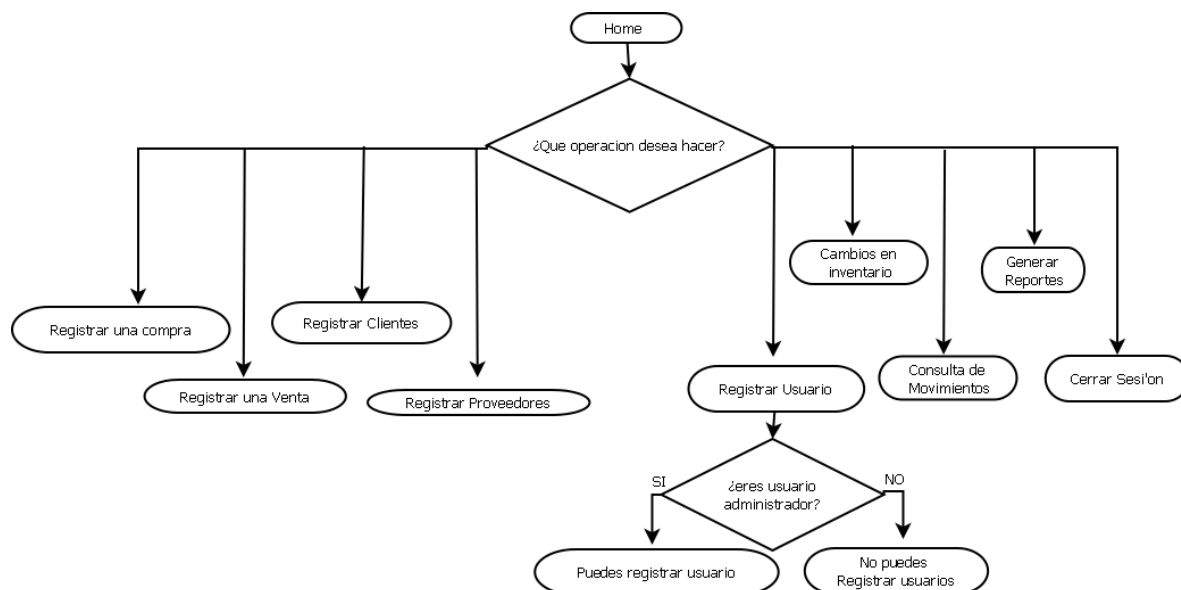 Home
¿Que operacion desea hacer?
Cambios en
inventario
Generar
Reportes
Registrar una compra
Registrar Clientes
Registrar una Venta
Registrar Proveedores
Registrar Usuario
Consulta de
Movimientos
Cerrar Sesi'on
SI
¿eres usuario
administrador?
NO
Puedes registrar usuario
No puedes
Registrar usuarios